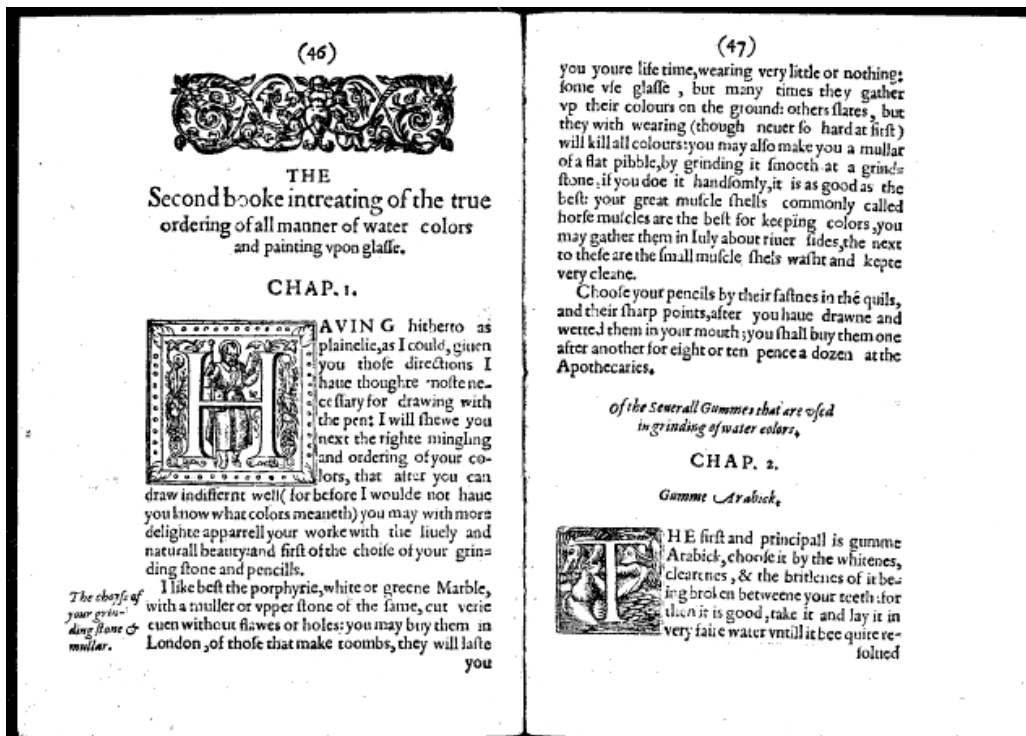 (46)
THE
Second booke intreating of the true
ordering of all manner of water colors
and painting vpon glaſſe.
CHAP. 1.
HAVING hitherto as
plainelie, as I could, giuen
you thoſe directions I
haue thoughte moſte ne-
ceſſary for drawing with
the pen: I will ſhewe you
next the righte mingling
and ordering of your co-
lors, that after you can
draw indiffernt well (for before I woulde not haue
you know what colors meaneth) you may with more
delighte apparrell your worke with the liuely and
naturall beauty: and firſt of the choiſe of your grin=
ding ſtone and pencills.
The choyſe of
your grin-
ding ſtone &
mullar.
I like beſt the porphyrie, white or greene Marble,
with a muller or vpper ſtone of the ſame, cut verie
euen without flawes or holes: you may buy them in
London, of thoſe that make toombs, they will laſte
you
(47)
you youre life time, wearing very little or nothing:
ſome vſe glaſſe , but many times they gather
vp their colours on the ground: others ſlates, but
they with wearing (though neuer ſo hard at firſt)
will kill all colours: you may alſo make you a mullar
of a flat pibble, by grinding it ſmooth at a grind=
ſtone, if you doe it handſomly, it is as good as the
beſt: your great muſcle ſhells commonly called
horſe muſcles are the beſt for keeping colors, you
may gather them in Iuly about riuer ſides, the next
to theſe are the ſmall muſcle ſhels waſht and kepte
very cleane.
Chooſe your pencils by their faſtnes in the quils,
and their ſharp points, after you haue drawne and
wetted them in your mouth; you ſhall buy them one
after another for eight or ten pence a dozen at the
Apothecaries.
Of the Seuerall Gummes that are vſed
in grinding of water colors.
CHAP. 2.
Gumme Arabick.
THE firſt and principall is gumme
Arabick, chooſe it by the whitenes,
clearenes, & the britlenes of it be-
ing broken betweene your teeth: for
then it is good, take it and lay it in
very faire water vntill it bee quite re-
ſolued